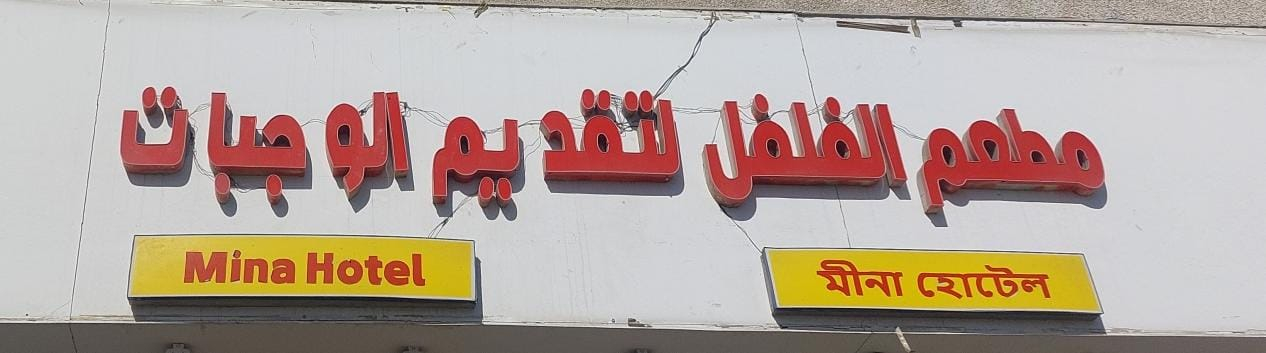 مطعم الفلفل لتقديم الوجبات
Mina Hotel
মীনা হোটেল